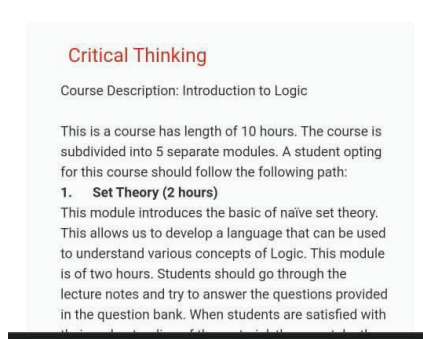 Critical Thinking
Course Description: Introduction to Logic
This is a course has length of 10 hours. The course is
subdivided into 5 separate modules. A student opting
for this course should follow the following path:
1. Set Theory (2 hours)
This module introduces the basic of naïve set theory.
This allows us to develop a language that can be used
to understand various concepts of Logic. This module
is of two hours. Students should go through the
lecture notes and try to answer the questions provided
in the question bank. When students are satisfied with